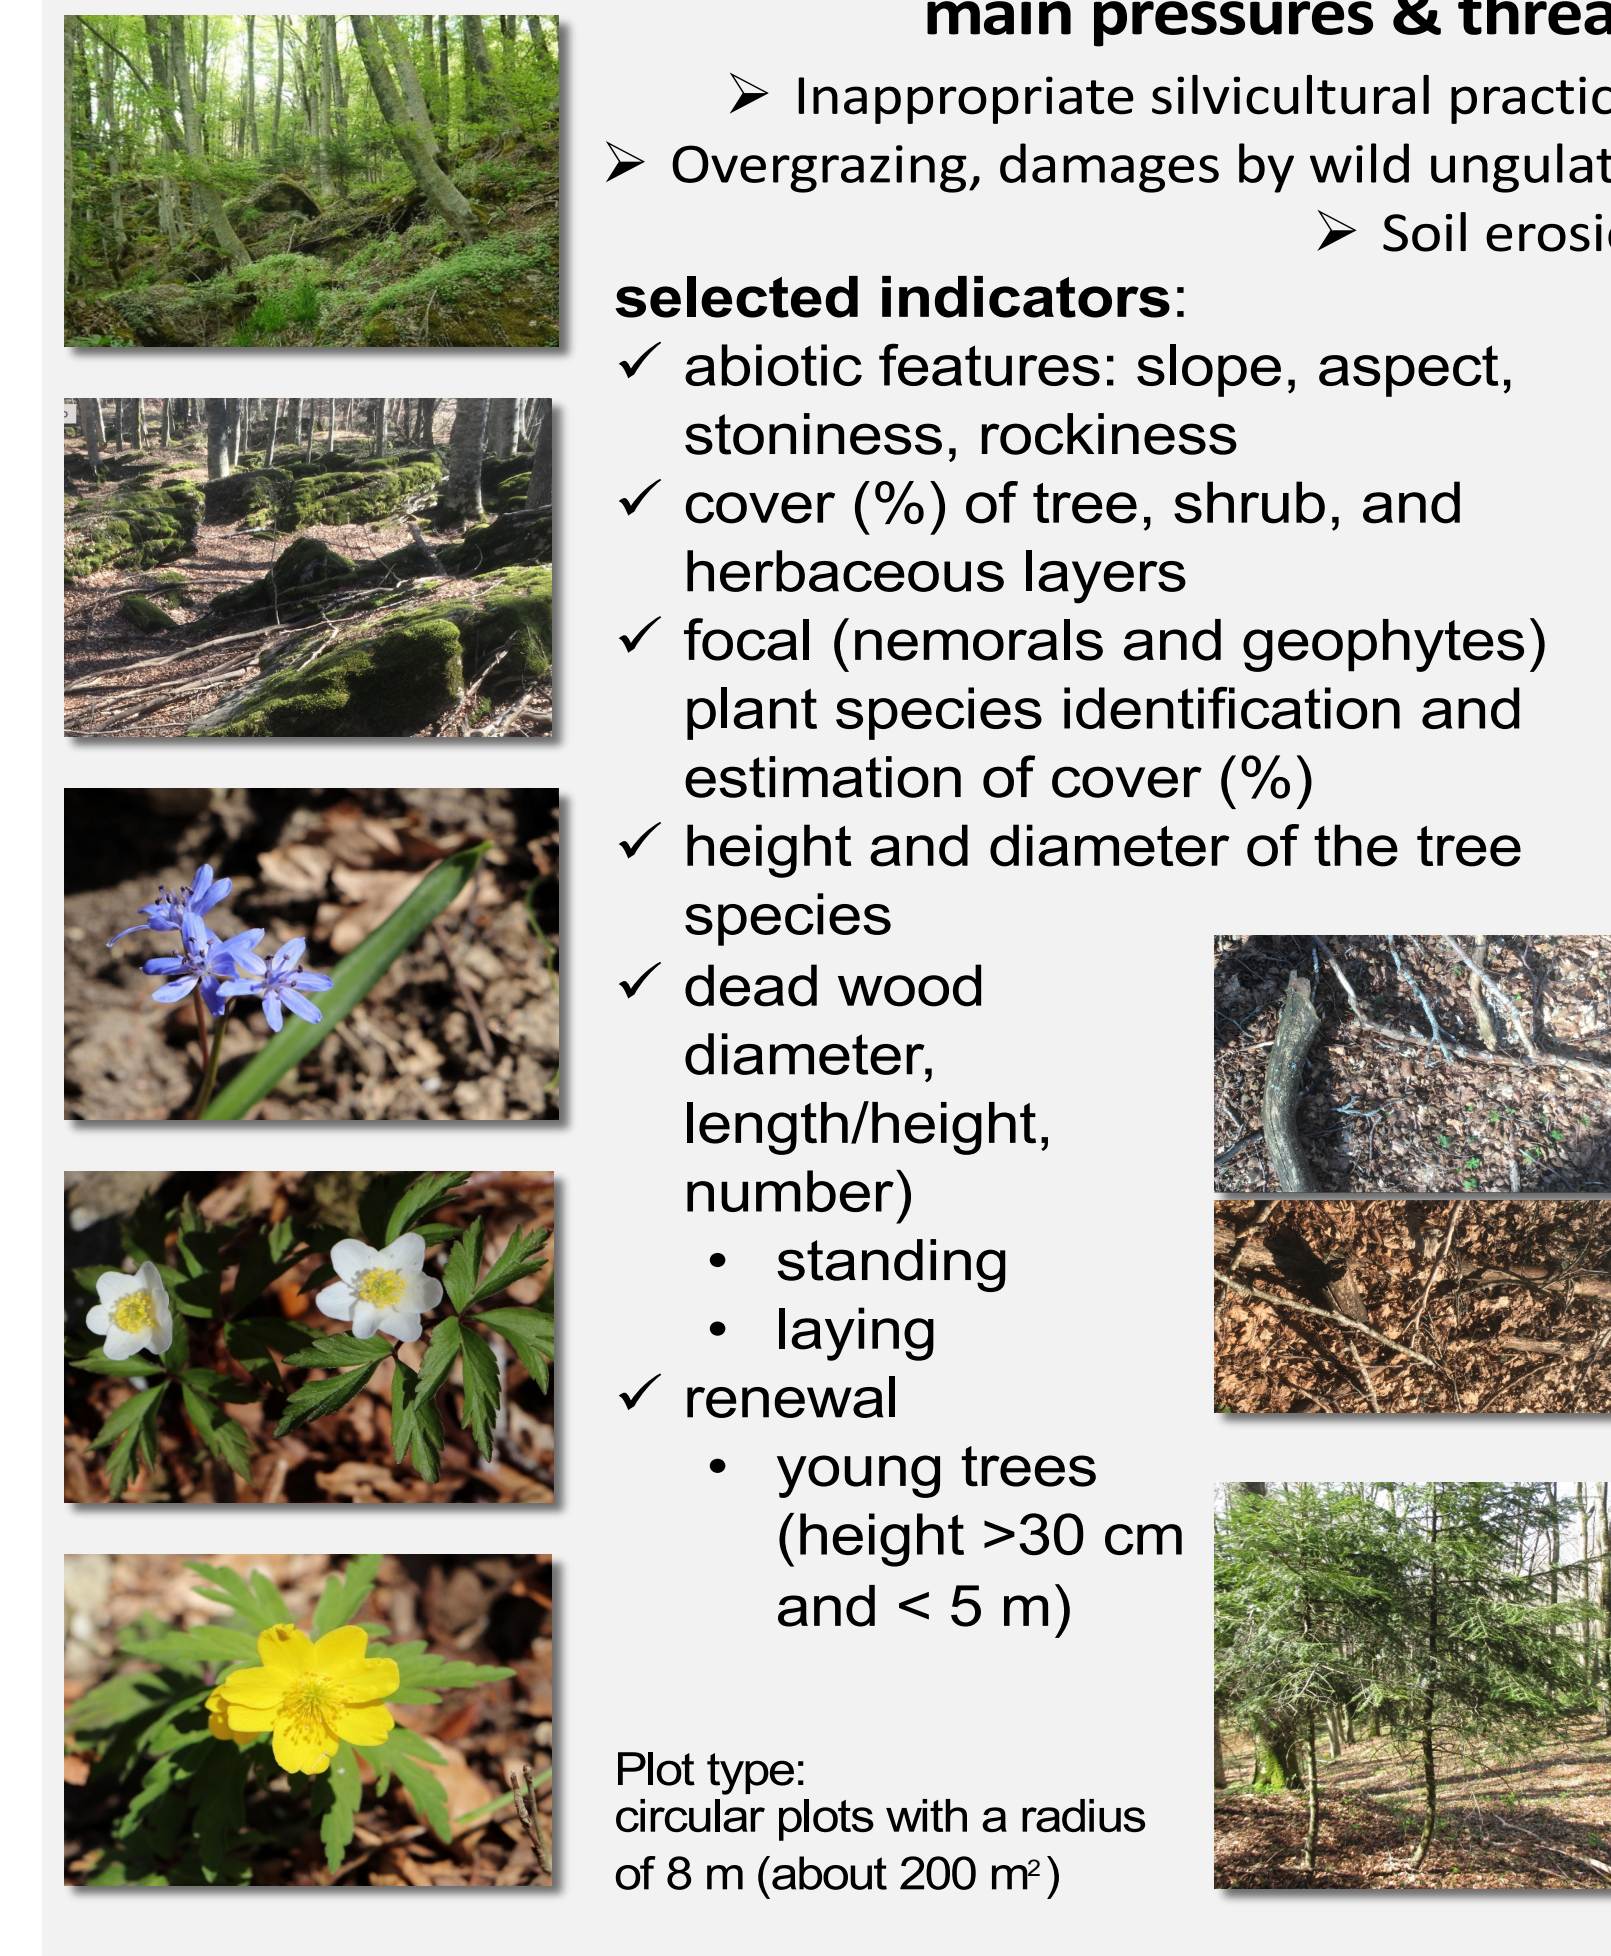 main pressures & threa
➢ Inappropriate silvicultural practic
➢ Overgrazing, damages by wild ungulat
➢ Soil erosi
selected indicators:
✓ abiotic features: slope, aspect,
stoniness, rockiness
✓ cover (%) of tree, shrub, and
herbaceous layers
✓ focal (nemorals and geophytes)
plant species identification and
estimation of cover (%)
✓ height and diameter of the tree
species
✓ dead wood
diameter,
length/height,
number)
• standing
• laying
✓ renewal
• young trees
(height >30 cm
and < 5 m)
Plot type:
circular plots with a radius
of 8 m (about 200 m²)